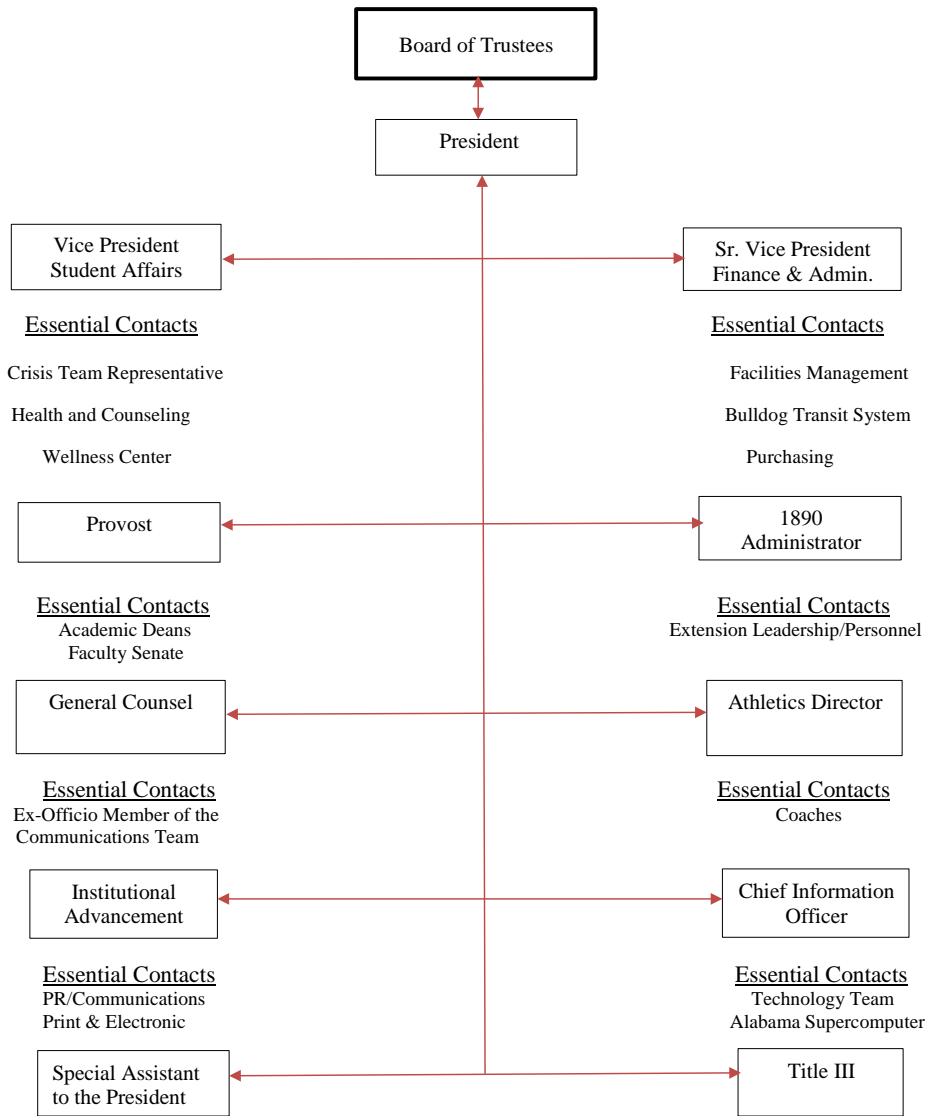 Board of Trustees
President
Vice President
Student Affairs
Sr. Vice President
Finance & Admin.
Essential Contacts
Crisis Team Representative
Health and Counseling
Wellness Center
Essential Contacts
Facilities Management
Bulldog Transit System
Purchasing
Provost
1890
Administrator
Essential Contacts
Academic Deans
Faculty Senate
Essential Contacts
Extension Leadership/Personnel
General Counsel
Athletics Director
Essential Contacts
Ex-Officio Member of the
Communications Team
Essential Contacts
Coaches
Institutional
Advancement
Chief Information
Officer
Essential Contacts
PR/Communications
Print & Electronic
Essential Contacts
Technology Team
Alabama Supercomputer
Special Assistant
to the President
Title III